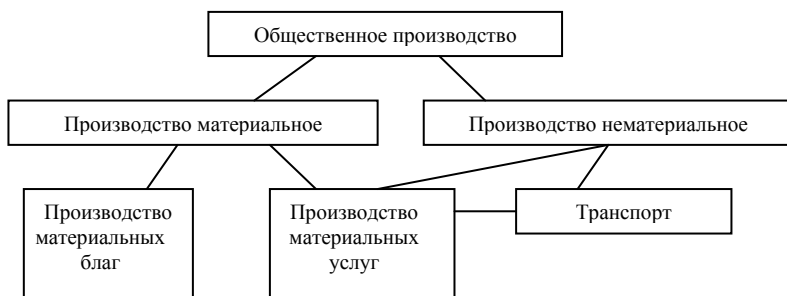 Общественное производство
Производство материальное
Производство нематериальное
Производство
материальных
благ
Производство
материальных
услуг
Транспорт